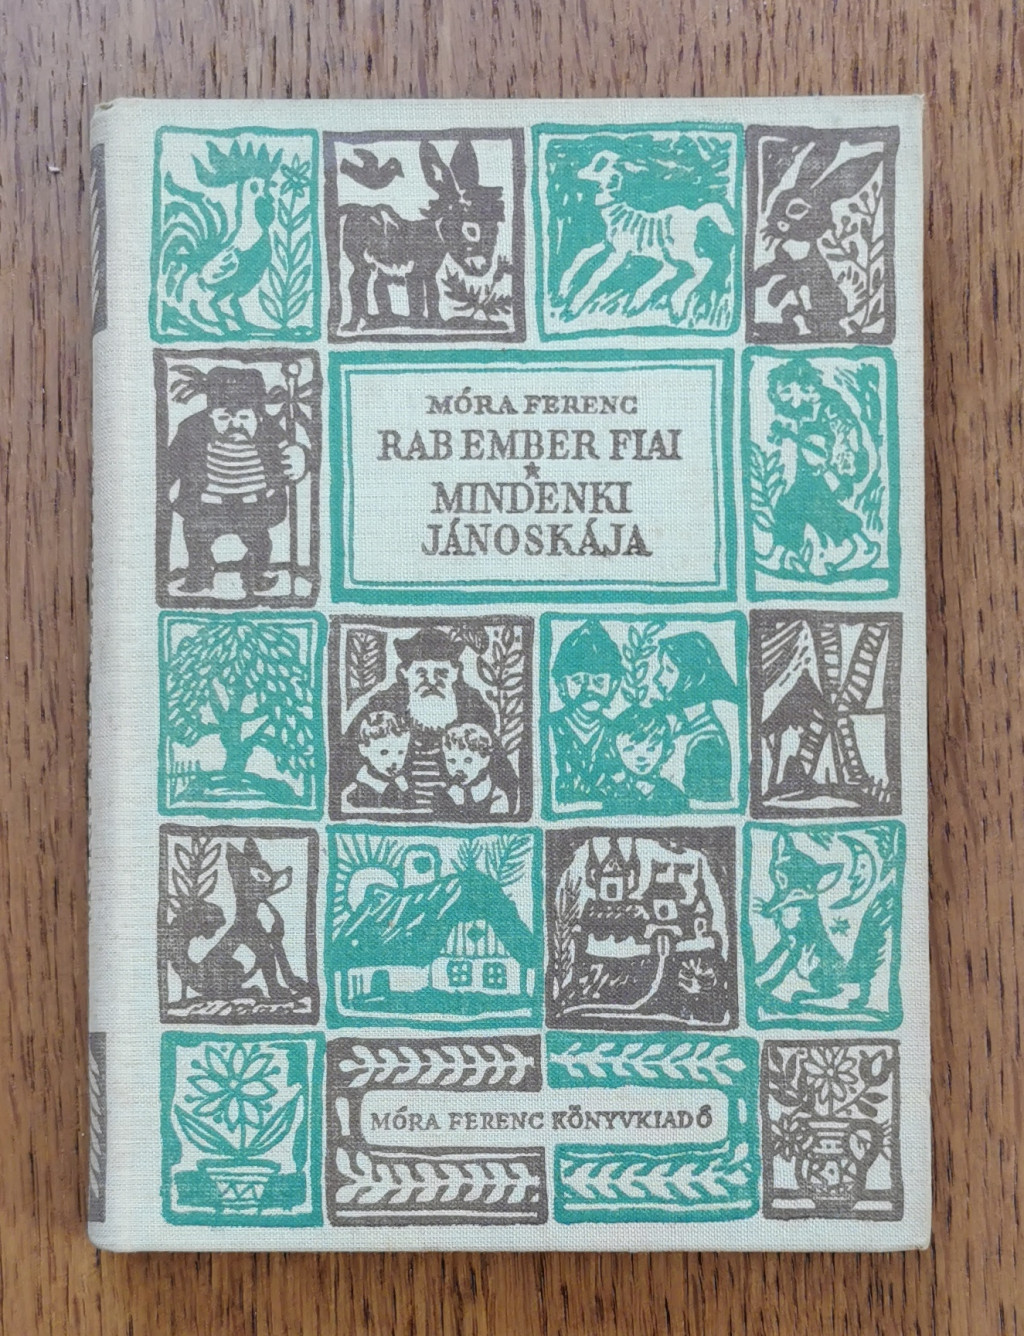 MÓRA FERENC
RAB EMBER FIAI
★
MINDENKI
JÁNOSKÁJA
MÓRA FERENC KÖNYVKIADÓ